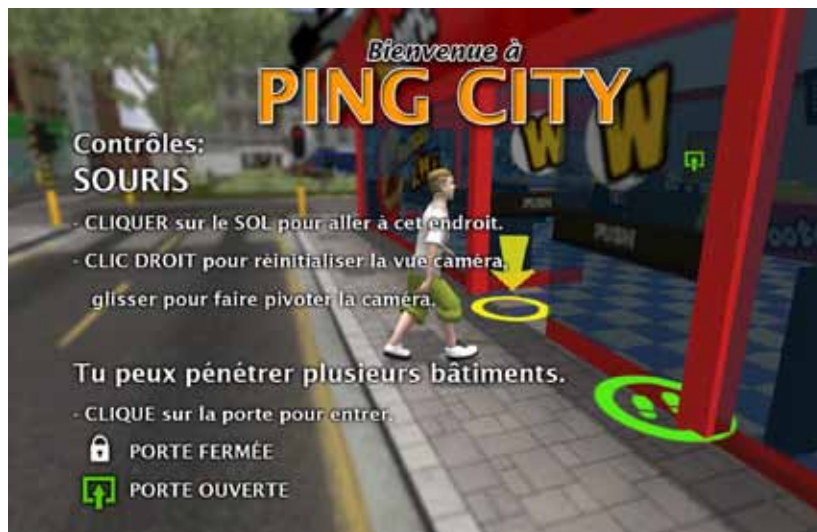 Bienvenue à
PING CITY
Contrôles:
SOURIS
- CLIQUER sur le SOL pour aller à cet endroit.
- CLIC DROIT pour réinitialiser la vue caméra,
glisser pour faire pivoter la caméra.
Tu peux pénétrer plusieurs bâtiments.
- CLIQUE sur la porte pour entrer.
PORTE FERMÉE
PORTE OUVERTE
W
W
PUSH
PUSH